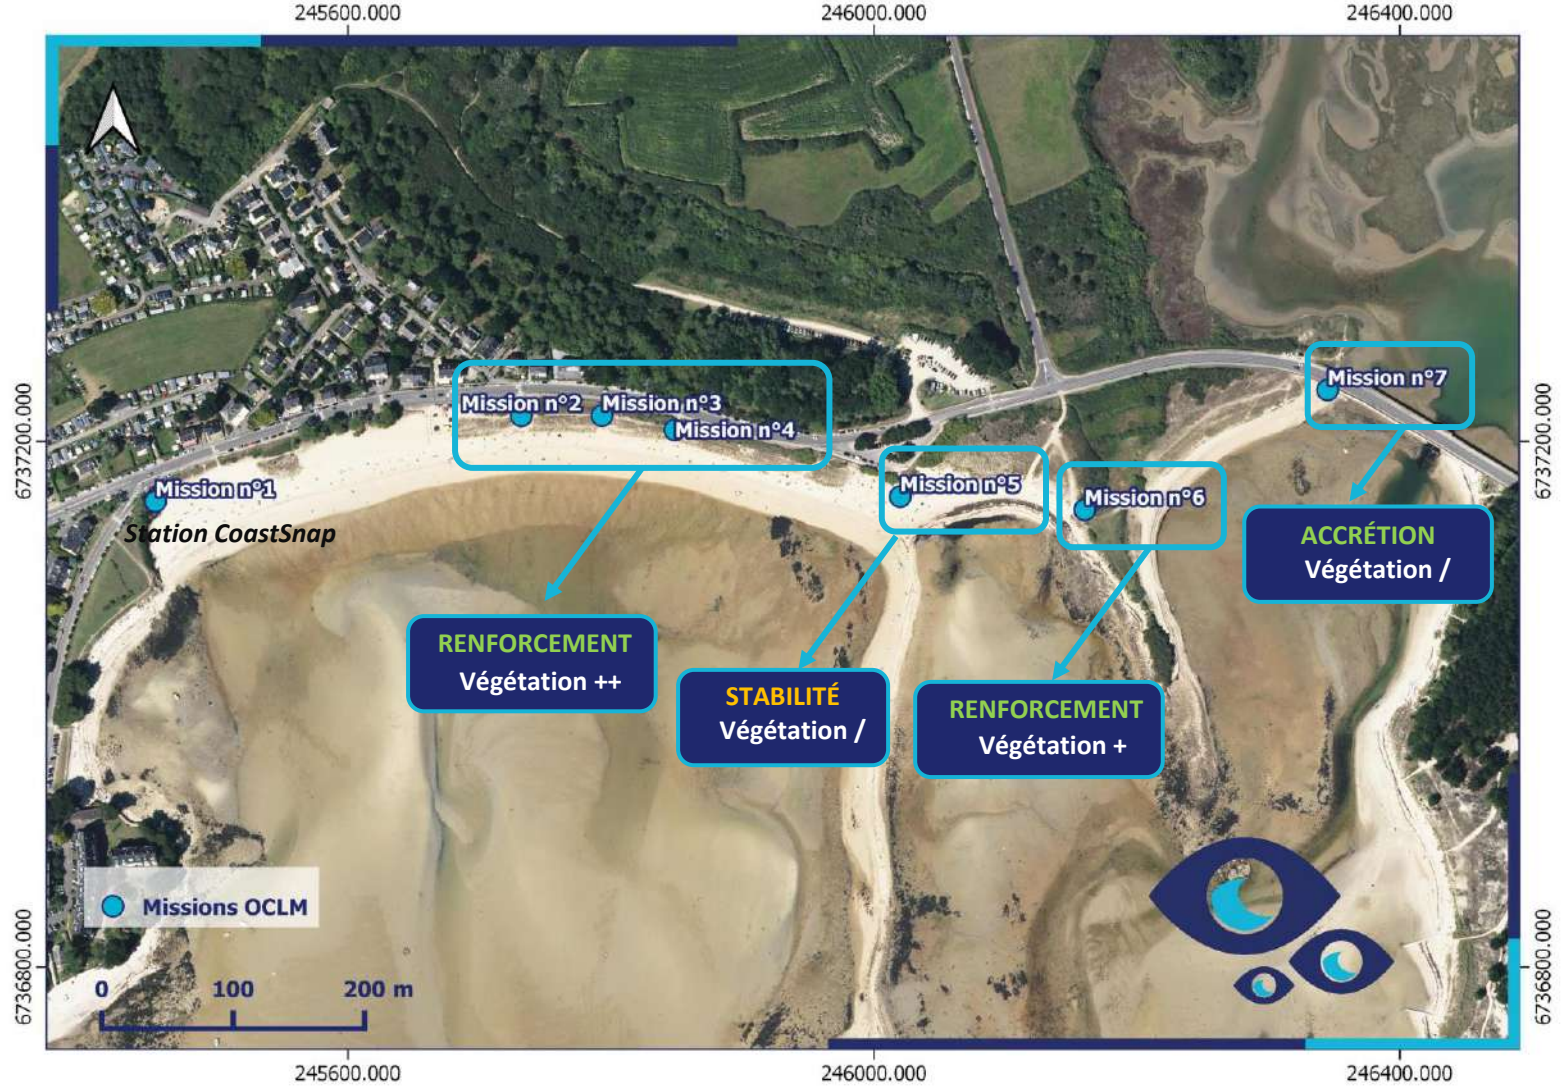 245600.000
246000.000
246400.000
6737200.000
6737200.000
Mission n°7
Mission n°2
Mission n°3
Mission n°4
Mission n°1
Station CoastSnap
Mission n°5
Mission n°6
ACCRÉTION
Végétation /
RENFORCEMENT
Végétation ++
STABILITÉ
Végétation /
RENFORCEMENT
Végétation +
Missions OCLM
0 100 200 m
6736800.000
6736800.000
245600.000
246000.000
246400.000